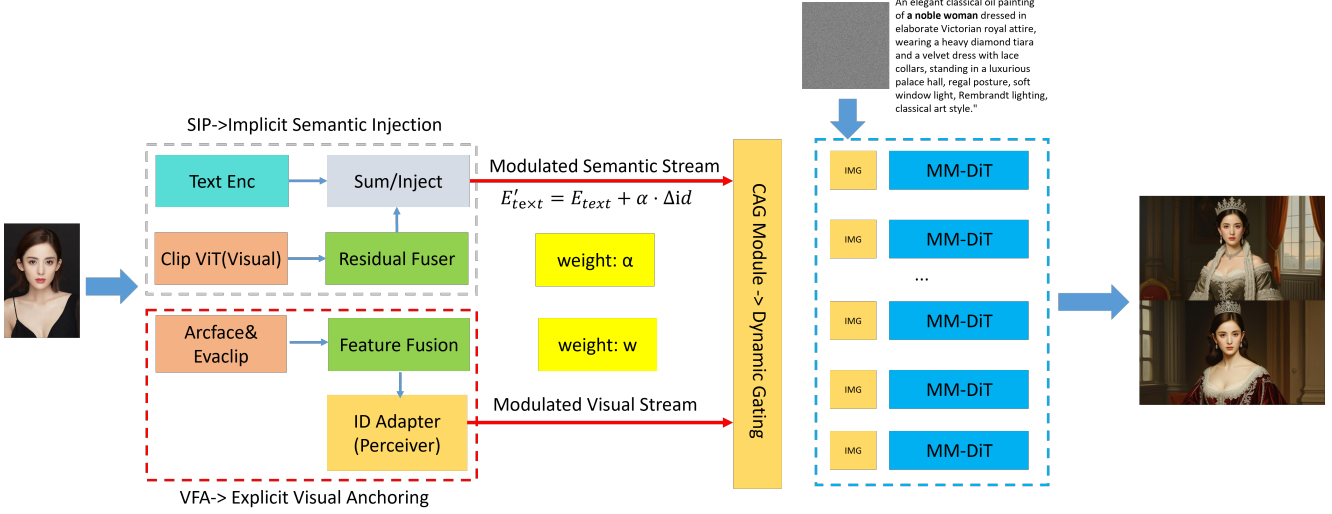 An elegant classical oil painting
of a noble woman dressed in
elaborate Victorian royal attire,
wearing a heavy diamond tiara
and a velvet dress with lace
collars, standing in a luxurious
palace hall, regal posture, soft
window light, Rembrandt lighting,
classical art style."
SIP->Implicit Semantic Injection
Text Enc
Sum/Inject
Clip ViT(Visual)
Residual Fuser
Modulated Semantic Stream
E′te×t = Etext + α · Δid
weight: α
Arcface&
Evaclip
Feature Fusion
weight: w
ID Adapter
(Perceiver)
Modulated Visual Stream
VFA-> Explicit Visual Anchoring
CAG Module -> Dynamic Gating
IMG
MM-DiT
IMG
MM-DiT
...
IMG
MM-DiT
IMG
MM-DiT
IMG
MM-DiT